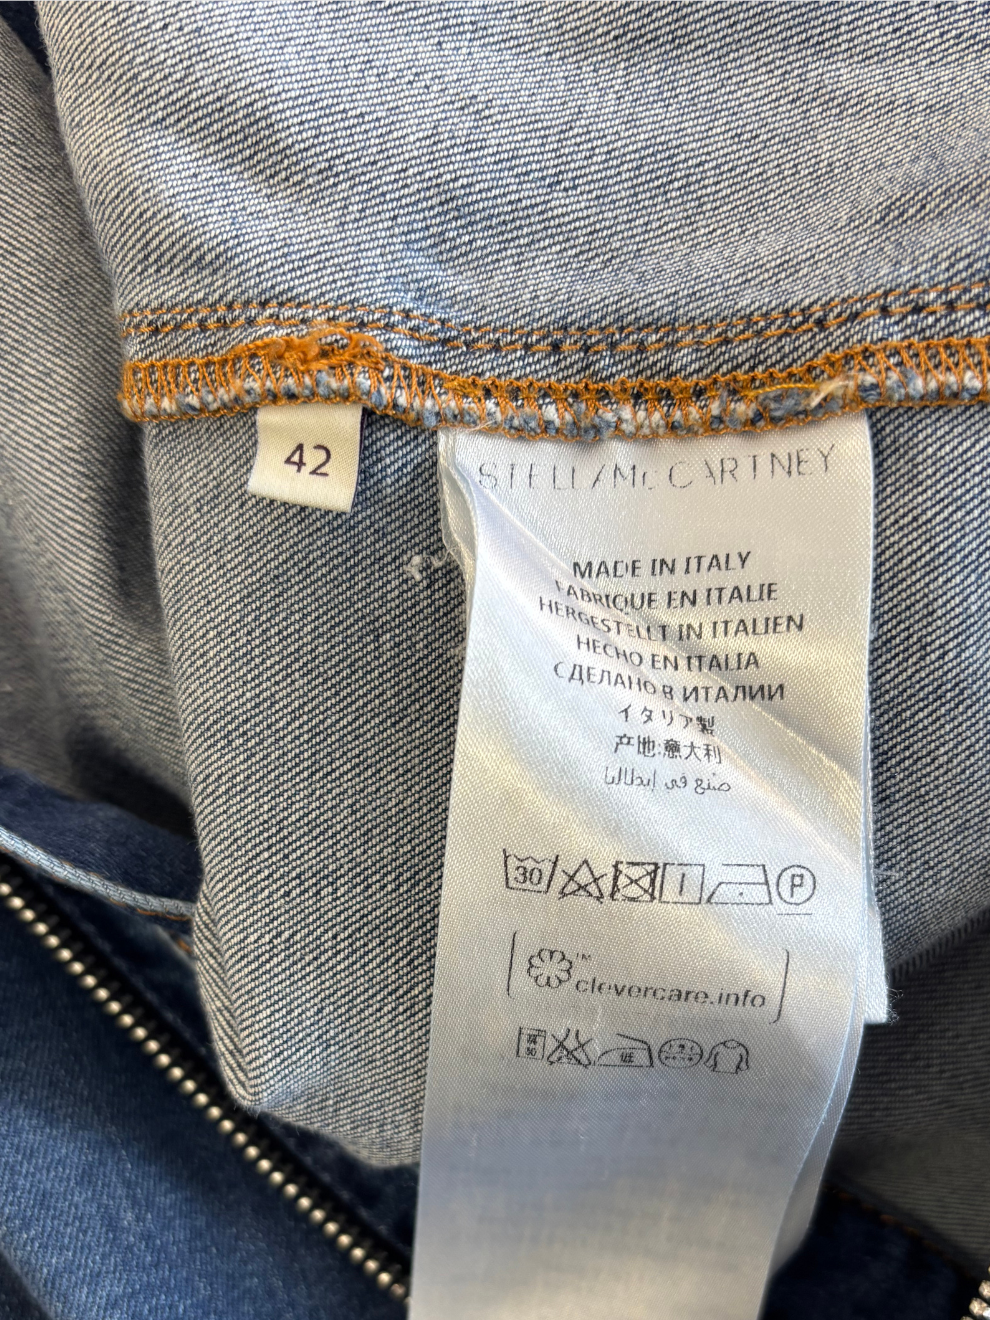 42
STELLA McCARTNEY
MADE IN ITALY
FABRIQUE EN ITALIE
HERGESTELLT IN ITALIEN
HECHO EN ITALIA
СДЕЛАНО В ИТАЛИИ
イタリア製
产地:意大利
صنع في إيطاليا
30 P
™
clevercare.info